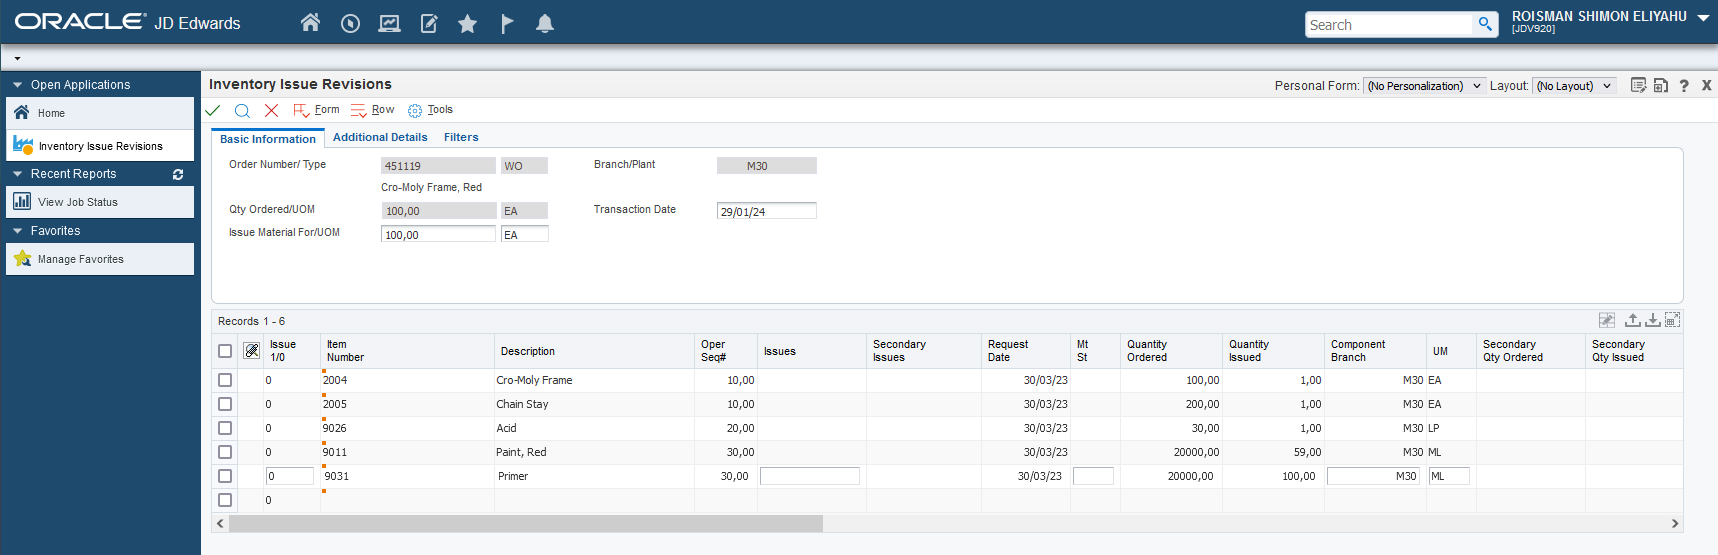 ORACLE® JD Edwards
Search
ROISMAN SHIMON ELIYAHU
[JDV920]
Open Applications
Home
Inventory Issue Revisions
Recent Reports
View Job Status
Favorites
Manage Favorites
Inventory Issue Revisions
Personal Form: (No Personalization) Layout: (No Layout) ? X
Form Row Tools
Basic Information Additional Details Filters
Order Number/ Type 451119 WO Branch/Plant M30
Cro-Moly Frame, Red
Qty Ordered/UOM 100,00 EA Transaction Date 29/01/24
Issue Material For/UOM 100,00 EA
Records 1 - 6
Issue 1/0 Item Number Description Oper Seq# Issues Secondary Issues Request Date Mt St Quantity Ordered Quantity Issued Component Branch UM Secondary Qty Ordered Secondary Qty Issued
0 2004 Cro-Moly Frame 10,00 30/03/23 100,00 1,00 M30 EA
0 2005 Chain Stay 10,00 30/03/23 200,00 1,00 M30 EA
0 9026 Acid 20,00 30/03/23 30,00 1,00 M30 LP
0 9011 Paint, Red 30,00 30/03/23 20000,00 59,00 M30 ML
0 9031 Primer 30,00 30/03/23 20000,00 100,00 M30 ML
0